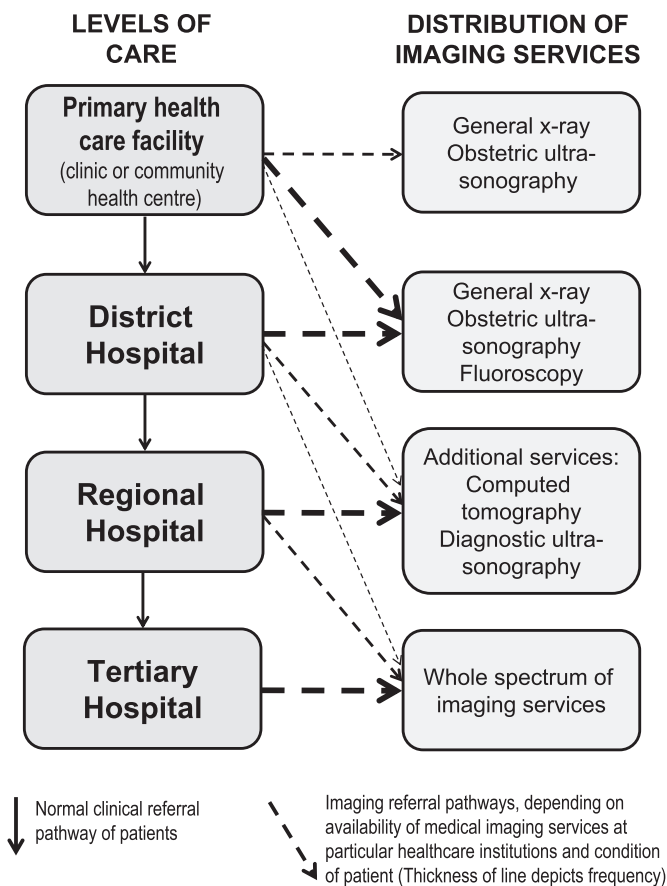 LEVELS OF
CARE
DISTRIBUTION OF
IMAGING SERVICES
Primary health
care facility
(clinic or community
health centre)
General x-ray
Obstetric ultra-
sonography
District
Hospital
General x-ray
Obstetric ultra-
sonography
Fluoroscopy
Regional
Hospital
Additional services:
Computed
tomography
Diagnostic ultra-
sonography
Tertiary
Hospital
Whole spectrum of
imaging services
Normal clinical referral
pathway of patients
Imaging referral pathways, depending on
availability of medical imaging services at
particular healthcare institutions and condition
of patient (Thickness of line depicts frequency)